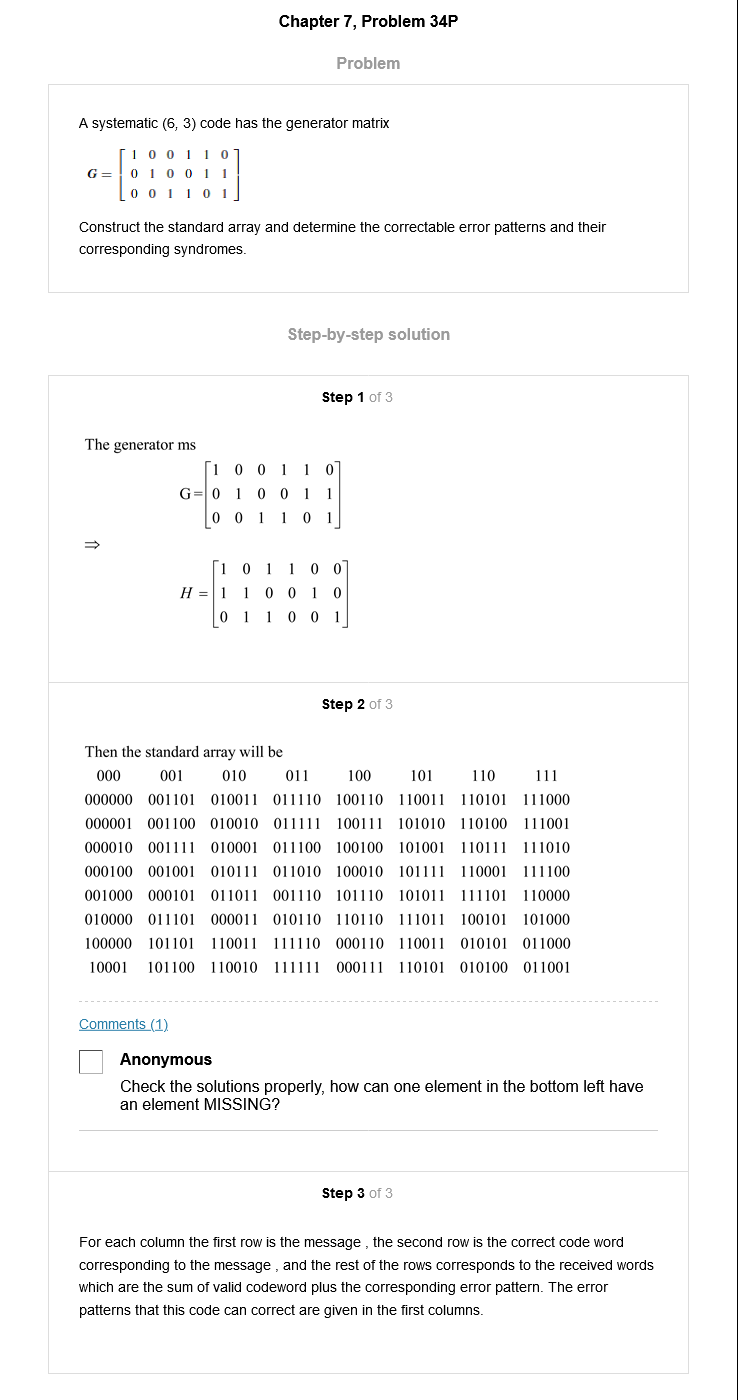 Chapter 7, Problem 34P
Problem
A systematic (6, 3) code has the generator matrix
1 0 0 1 1 0
G = 0 1 0 0 1 1
0 0 1 1 0 1
Construct the standard array and determine the correctable error patterns and their
corresponding syndromes.
Step-by-step solution
Step 1 of 3
The generator ms
1 0 0 1 1 0
G= 0 1 0 0 1 1
0 0 1 1 0 1
⇒
1 0 1 1 0 0
H = 1 1 0 0 1 0
0 1 1 0 0 1
Step 2 of 3
Then the standard array will be
000 001 010 011 100 101 110 111
000000 001101 010011 011110 100110 110011 110101 111000
000001 001100 010010 011111 100111 101010 110100 111001
000010 001111 010001 011100 100100 101001 110111 111010
000100 001001 010111 011010 100010 101111 110001 111100
001000 000101 011011 001110 101110 101011 111101 110000
010000 011101 000011 010110 110110 111011 100101 101000
100000 101101 110011 111110 000110 110011 010101 011000
10001 101100 110010 111111 000111 110101 010100 011001
Comments (1)
Anonymous
Check the solutions properly, how can one element in the bottom left have
an element MISSING?
Step 3 of 3
For each column the first row is the message , the second row is the correct code word
corresponding to the message , and the rest of the rows corresponds to the received words
which are the sum of valid codeword plus the corresponding error pattern. The error
patterns that this code can correct are given in the first columns.